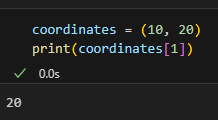 coordinates = (10, 20)
print(coordinates[1])
0.0s
20